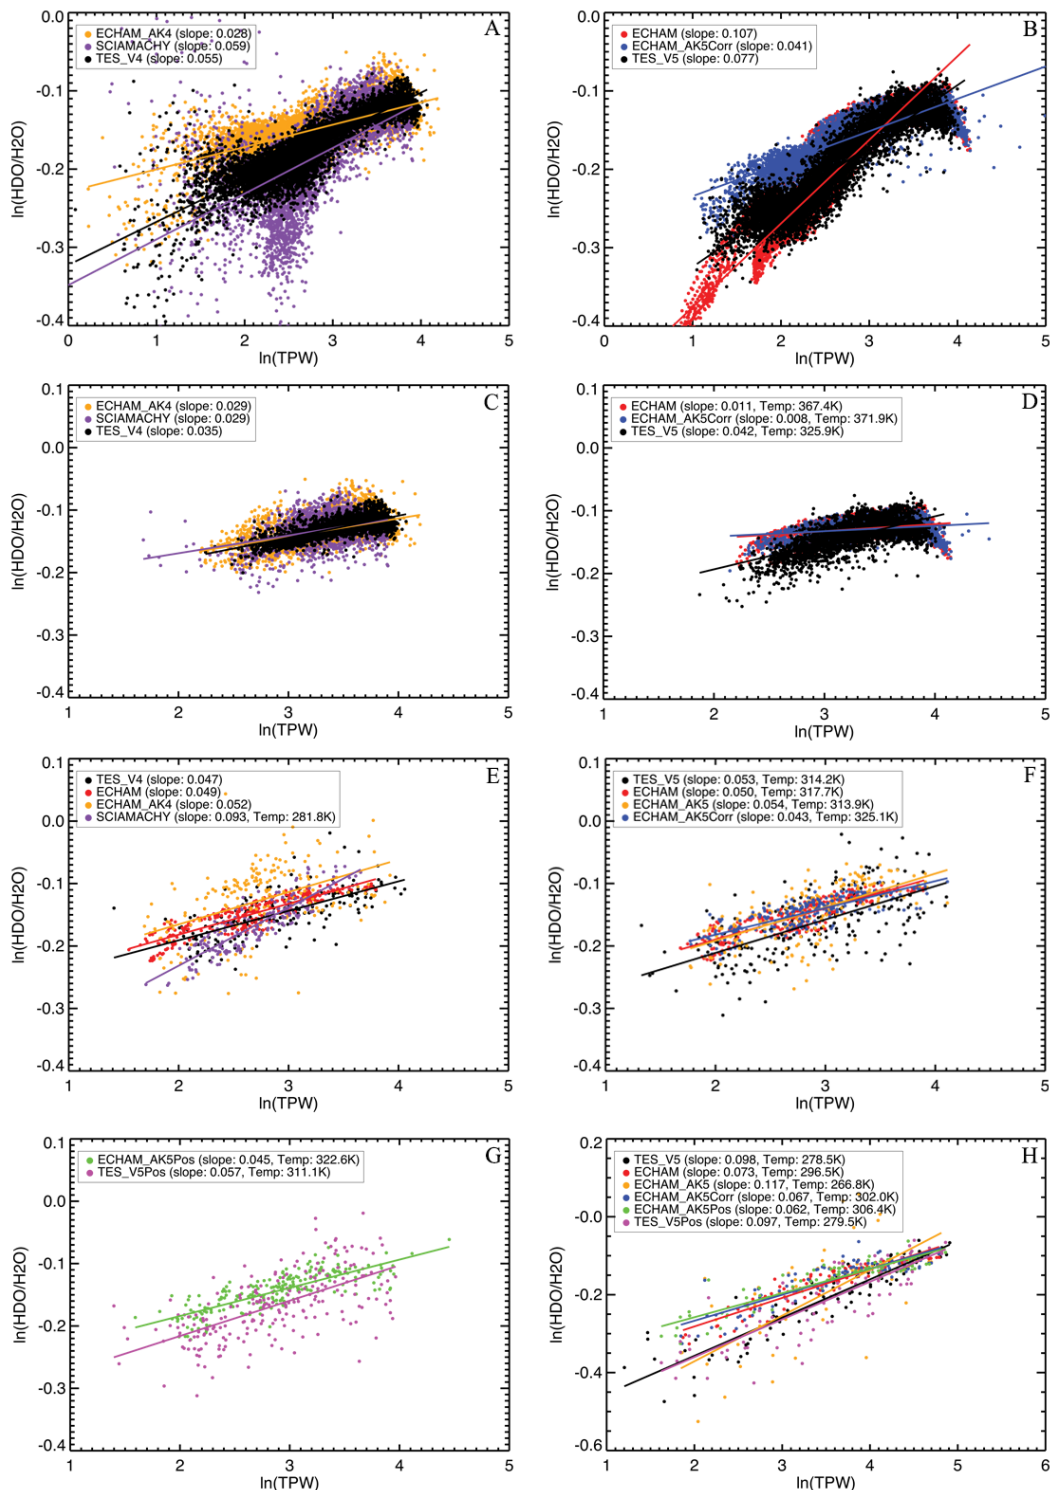 A
ECHAM_AK4 (slope: 0.028)
SCIAMACHY (slope: 0.059)
TES_V4 (slope: 0.055)
0.0
-0.1
-0.2
-0.3
-0.4
ln(HDO/H2O)
0 1 2 3 4 5
ln(TPW)
B
ECHAM (slope: 0.107)
ECHAM_AK5Corr (slope: 0.041)
TES_V5 (slope: 0.077)
0.0
-0.1
-0.2
-0.3
-0.4
ln(HDO/H2O)
0 1 2 3 4 5
ln(TPW)
C
ECHAM_AK4 (slope: 0.029)
SCIAMACHY (slope: 0.029)
TES_V4 (slope: 0.035)
0.1
0.0
-0.1
-0.2
-0.3
-0.4
ln(HDO/H2O)
1 2 3 4 5
ln(TPW)
D
ECHAM (slope: 0.011, Temp: 367.4K)
ECHAM_AK5Corr (slope: 0.008, Temp: 371.9K)
TES_V5 (slope: 0.042, Temp: 325.9K)
0.1
0.0
-0.1
-0.2
-0.3
-0.4
ln(HDO/H2O)
1 2 3 4 5
ln(TPW)
E
TES_V4 (slope: 0.047)
ECHAM (slope: 0.049)
ECHAM_AK4 (slope: 0.052)
SCIAMACHY (slope: 0.093, Temp: 281.8K)
0.1
0.0
-0.1
-0.2
-0.3
-0.4
ln(HDO/H2O)
1 2 3 4 5
ln(TPW)
F
TES_V5 (slope: 0.053, Temp: 314.2K)
ECHAM (slope: 0.050, Temp: 317.7K)
ECHAM_AK5 (slope: 0.054, Temp: 313.9K)
ECHAM_AK5Corr (slope: 0.043, Temp: 325.1K)
0.1
0.0
-0.1
-0.2
-0.3
-0.4
ln(HDO/H2O)
1 2 3 4 5
ln(TPW)
G
ECHAM_AK5Pos (slope: 0.045, Temp: 322.6K)
TES_V5Pos (slope: 0.057, Temp: 311.1K)
0.1
0.0
-0.1
-0.2
-0.3
-0.4
ln(HDO/H2O)
1 2 3 4 5
ln(TPW)
H
TES_V5 (slope: 0.098, Temp: 278.5K)
ECHAM (slope: 0.073, Temp: 296.5K)
ECHAM_AK5 (slope: 0.117, Temp: 266.8K)
ECHAM_AK5Corr (slope: 0.067, Temp: 302.0K)
ECHAM_AK5Pos (slope: 0.062, Temp: 306.4K)
TES_V5Pos (slope: 0.097, Temp: 279.5K)
0.2
-0.0
-0.2
-0.4
-0.6
ln(HDO/H2O)
1 2 3 4 5 6
ln(TPW)